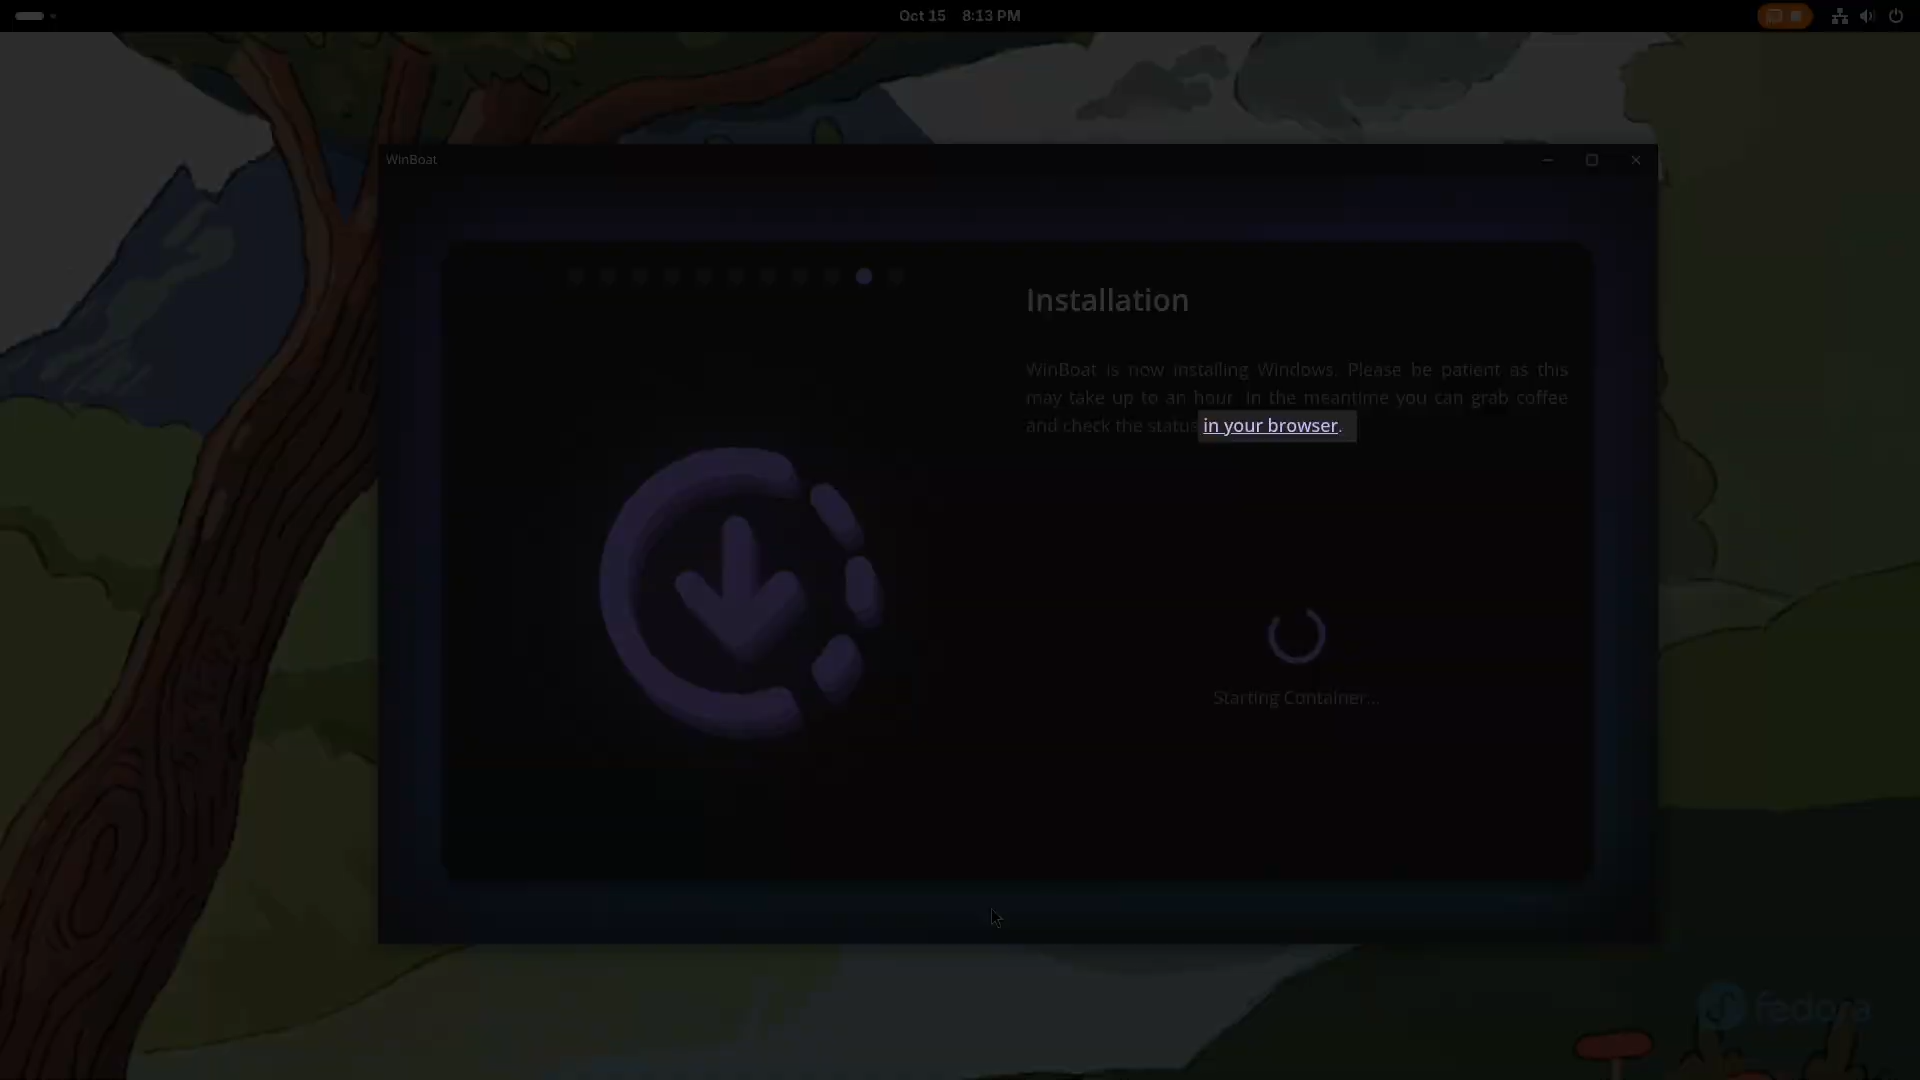 Oct 15 8:13 PM
WinBoat
Installation
WinBoat is now installing Windows. Please be patient as this
may take up to an hour. In the meantime you can grab coffee
and check the status in your browser.
Starting Container...
fedora